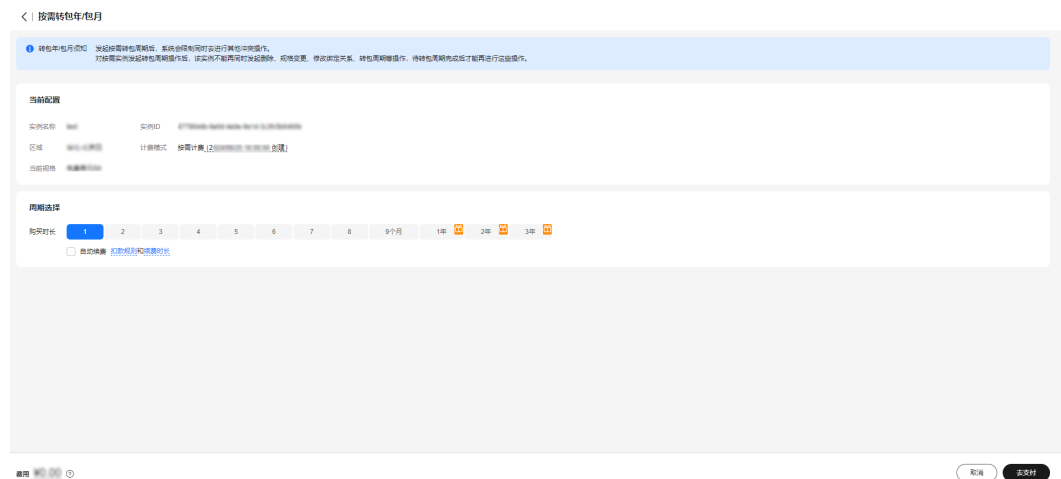 按需转包年/包月
转包年/包月须知 发起按需转包周期后，系统会限制同时去进行其他冲突操作。
对按需实例发起转包周期操作后，该实例不能再同时发起删除、规格变更、修改绑定关系、转包周期等操作，待转包周期完成后才能再进行这些操作。
当前配置
实例名称 实例ID
区域 计费模式 按需计费 (2 创建)
当前规格
周期选择
购买时长 1 2 3 4 5 6 7 8 9个月 1年 2年 3年
自动续费 扣款规则和续费时长
费用 ¥0.00
取消 去支付